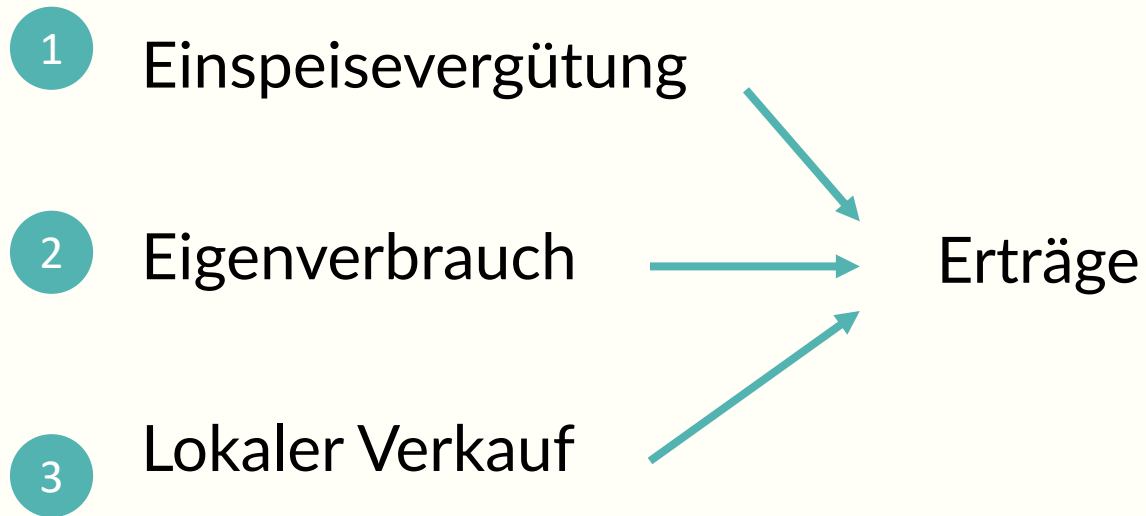 1 Einspeisevergütung
2 Eigenverbrauch
Erträge
3 Lokaler Verkauf